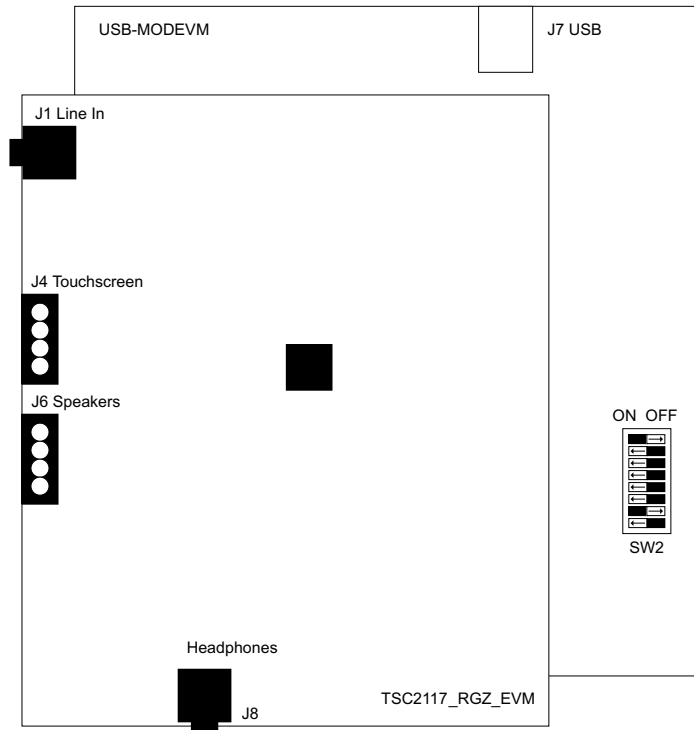 USB-MODEVM
J7 USB
J1 Line In
J4 Touchscreen
J6 Speakers
ON OFF
SW2
Headphones
J8
TSC2117_RGZ_EVM